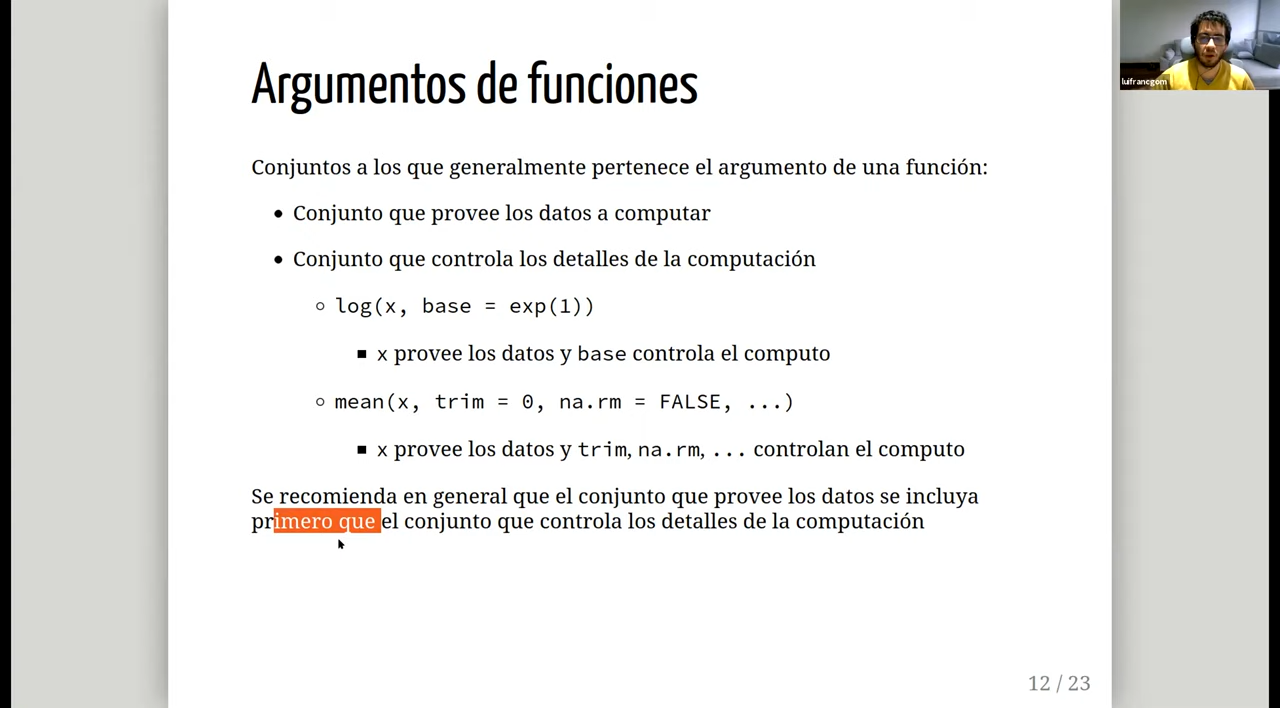 Argumentos de funciones
luifrancgom
Conjuntos a los que generalmente pertenece el argumento de una función:
• Conjunto que provee los datos a computar
• Conjunto que controla los detalles de la computación
○ log(x, base = exp(1))
■ x provee los datos y base controla el computo
○ mean(x, trim = 0, na.rm = FALSE, ...)
■ x provee los datos y trim, na.rm, ... controlan el computo
Se recomienda en general que el conjunto que provee los datos se incluya
primero que el conjunto que controla los detalles de la computación
12 / 23